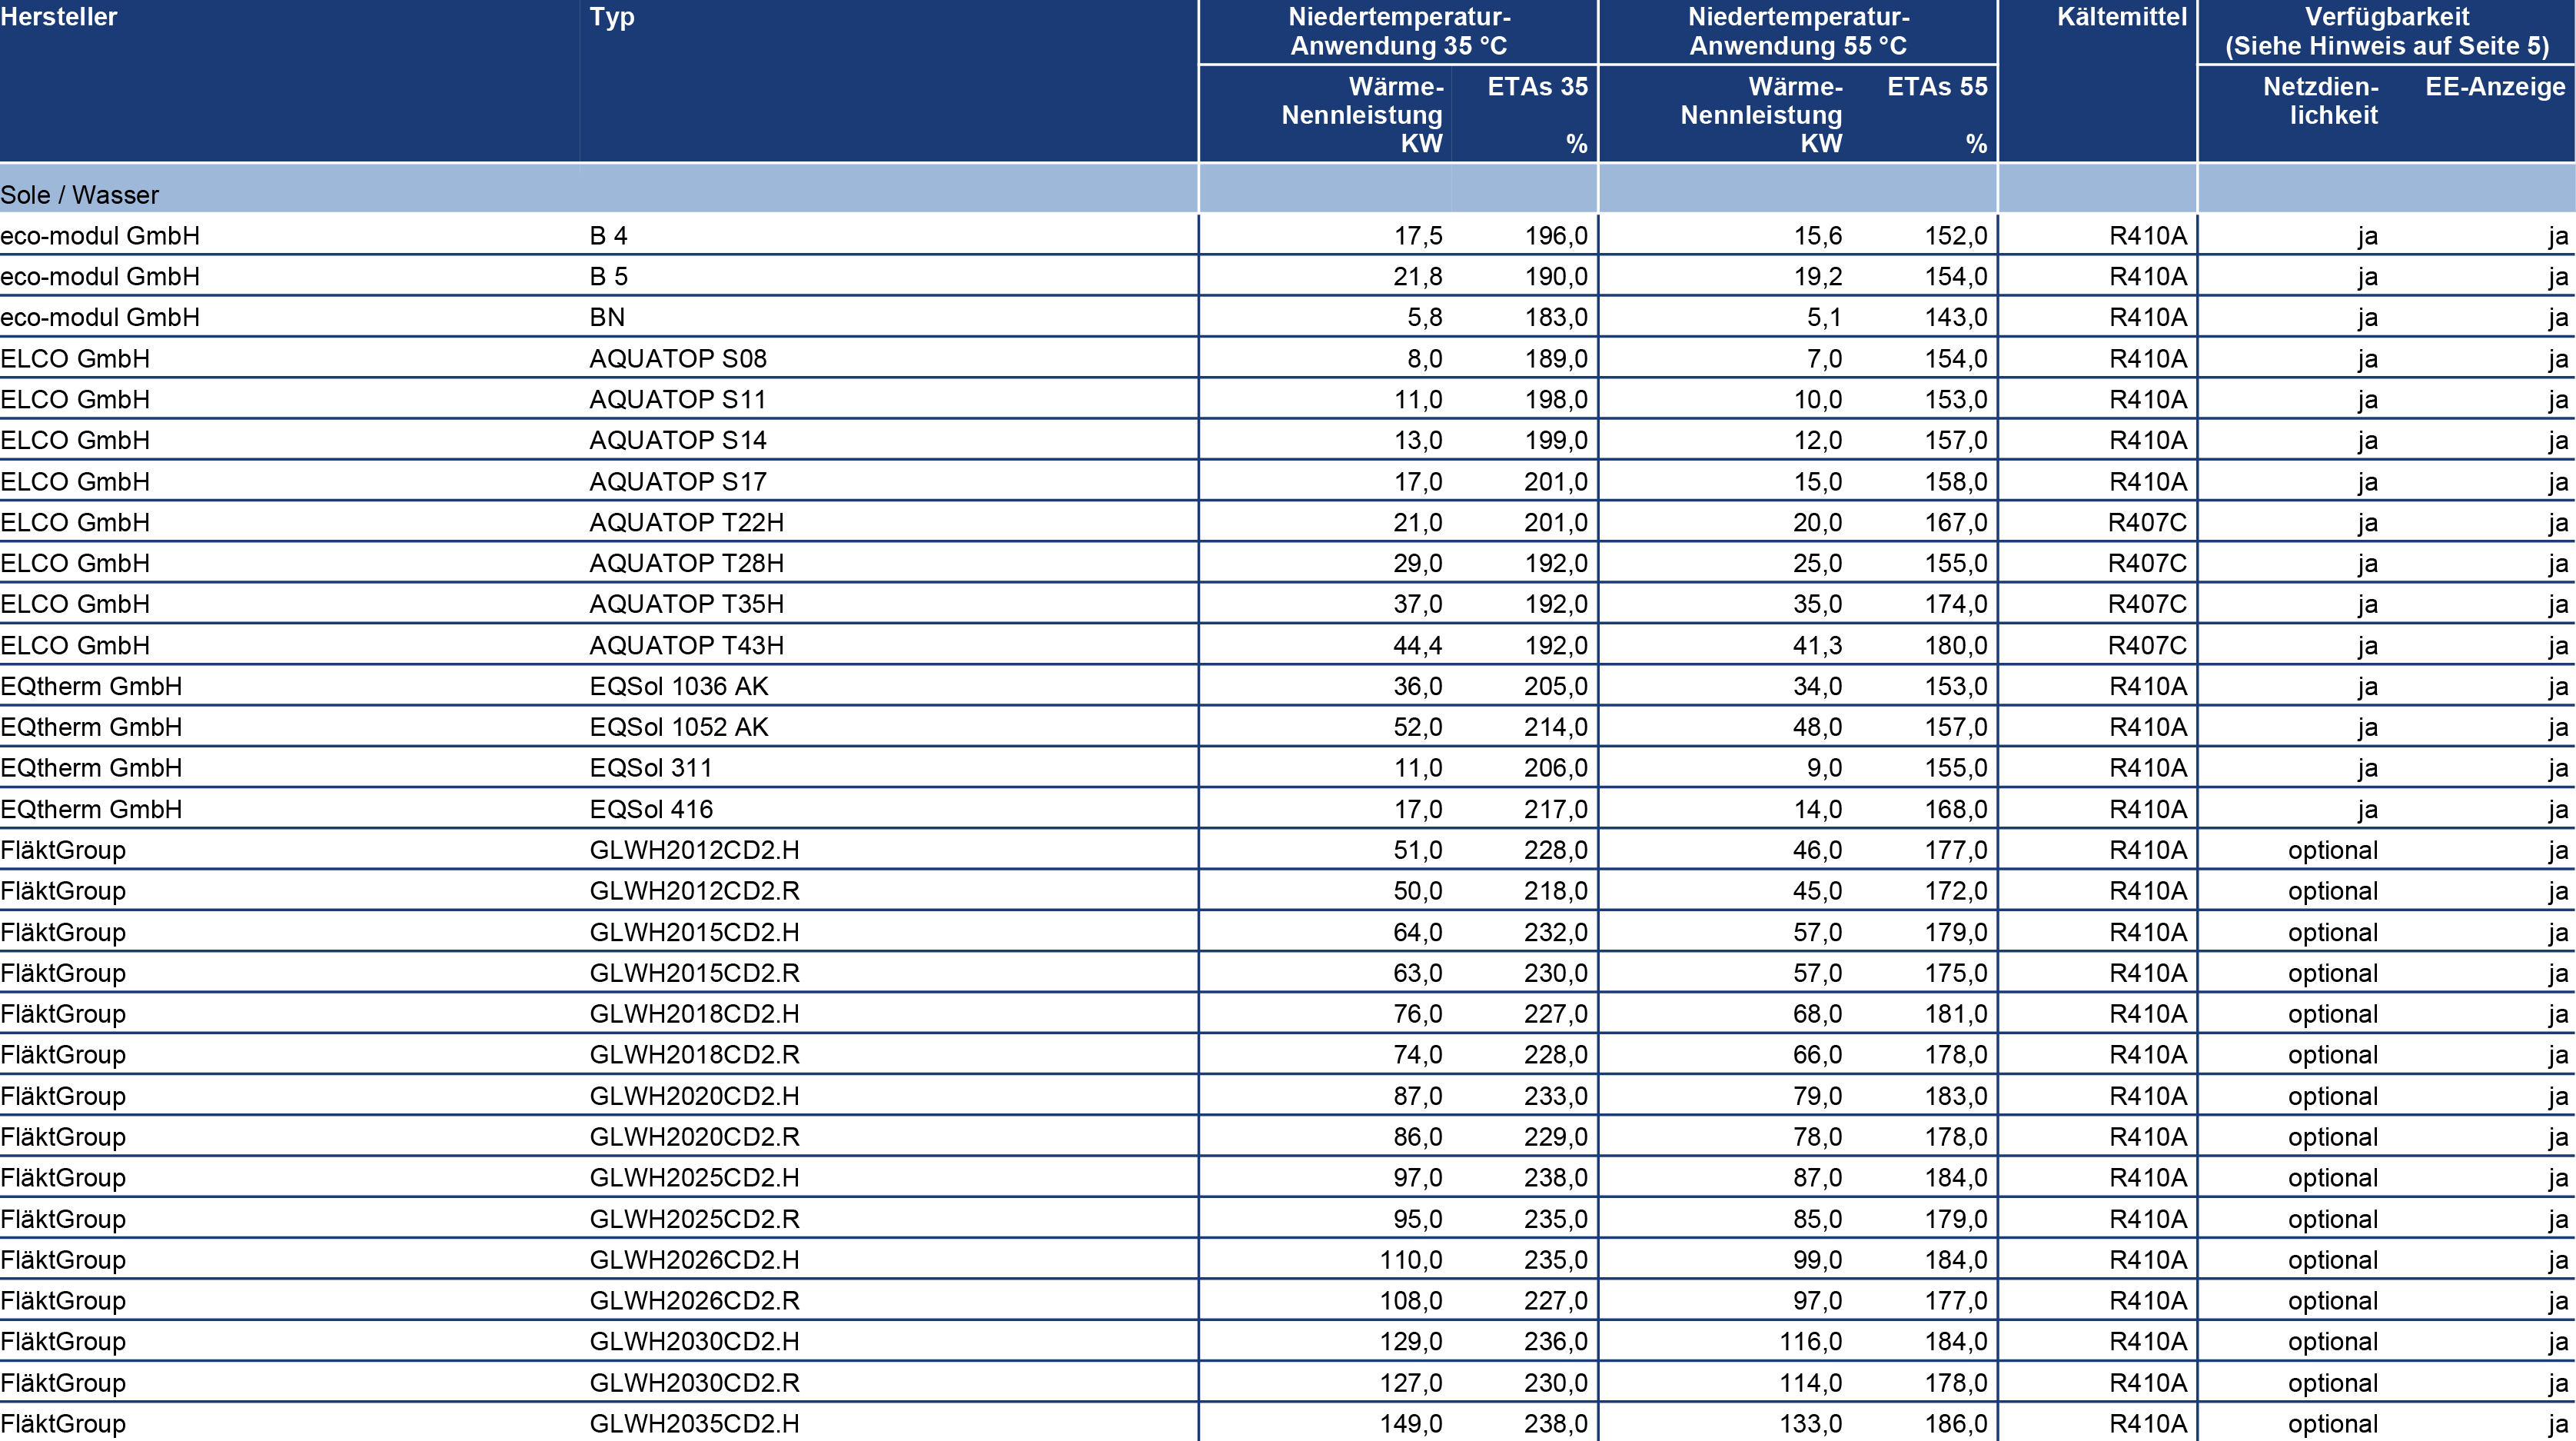 Hersteller Typ Niedertemperatur- Niedertemperatur- Kältemittel Verfügbarkeit
Anwendung 35 °C Anwendung 55 °C (Siehe Hinweis auf Seite 5)
Wärme- ETAs 35 Wärme- ETAs 55 Netzdien- EE-Anzeige
Nennleistung Nennleistung lichkeit
KW % KW %
Sole / Wasser
eco-modul GmbH B 4 17,5 196,0 15,6 152,0 R410A ja ja
eco-modul GmbH B 5 21,8 190,0 19,2 154,0 R410A ja ja
eco-modul GmbH BN 5,8 183,0 5,1 143,0 R410A ja ja
ELCO GmbH AQUATOP S08 8,0 189,0 7,0 154,0 R410A ja ja
ELCO GmbH AQUATOP S11 11,0 198,0 10,0 153,0 R410A ja ja
ELCO GmbH AQUATOP S14 13,0 199,0 12,0 157,0 R410A ja ja
ELCO GmbH AQUATOP S17 17,0 201,0 15,0 158,0 R410A ja ja
ELCO GmbH AQUATOP T22H 21,0 201,0 20,0 167,0 R407C ja ja
ELCO GmbH AQUATOP T28H 29,0 192,0 25,0 155,0 R407C ja ja
ELCO GmbH AQUATOP T35H 37,0 192,0 35,0 174,0 R407C ja ja
ELCO GmbH AQUATOP T43H 44,4 192,0 41,3 180,0 R407C ja ja
EQtherm GmbH EQSol 1036 AK 36,0 205,0 34,0 153,0 R410A ja ja
EQtherm GmbH EQSol 1052 AK 52,0 214,0 48,0 157,0 R410A ja ja
EQtherm GmbH EQSol 311 11,0 206,0 9,0 155,0 R410A ja ja
EQtherm GmbH EQSol 416 17,0 217,0 14,0 168,0 R410A ja ja
FläktGroup GLWH2012CD2.H 51,0 228,0 46,0 177,0 R410A optional ja
FläktGroup GLWH2012CD2.R 50,0 218,0 45,0 172,0 R410A optional ja
FläktGroup GLWH2015CD2.H 64,0 232,0 57,0 179,0 R410A optional ja
FläktGroup GLWH2015CD2.R 63,0 230,0 57,0 175,0 R410A optional ja
FläktGroup GLWH2018CD2.H 76,0 227,0 68,0 181,0 R410A optional ja
FläktGroup GLWH2018CD2.R 74,0 228,0 66,0 178,0 R410A optional ja
FläktGroup GLWH2020CD2.H 87,0 233,0 79,0 183,0 R410A optional ja
FläktGroup GLWH2020CD2.R 86,0 229,0 78,0 178,0 R410A optional ja
FläktGroup GLWH2025CD2.H 97,0 238,0 87,0 184,0 R410A optional ja
FläktGroup GLWH2025CD2.R 95,0 235,0 85,0 179,0 R410A optional ja
FläktGroup GLWH2026CD2.H 110,0 235,0 99,0 184,0 R410A optional ja
FläktGroup GLWH2026CD2.R 108,0 227,0 97,0 177,0 R410A optional ja
FläktGroup GLWH2030CD2.H 129,0 236,0 116,0 184,0 R410A optional ja
FläktGroup GLWH2030CD2.R 127,0 230,0 114,0 178,0 R410A optional ja
FläktGroup GLWH2035CD2.H 149,0 238,0 133,0 186,0 R410A optional ja